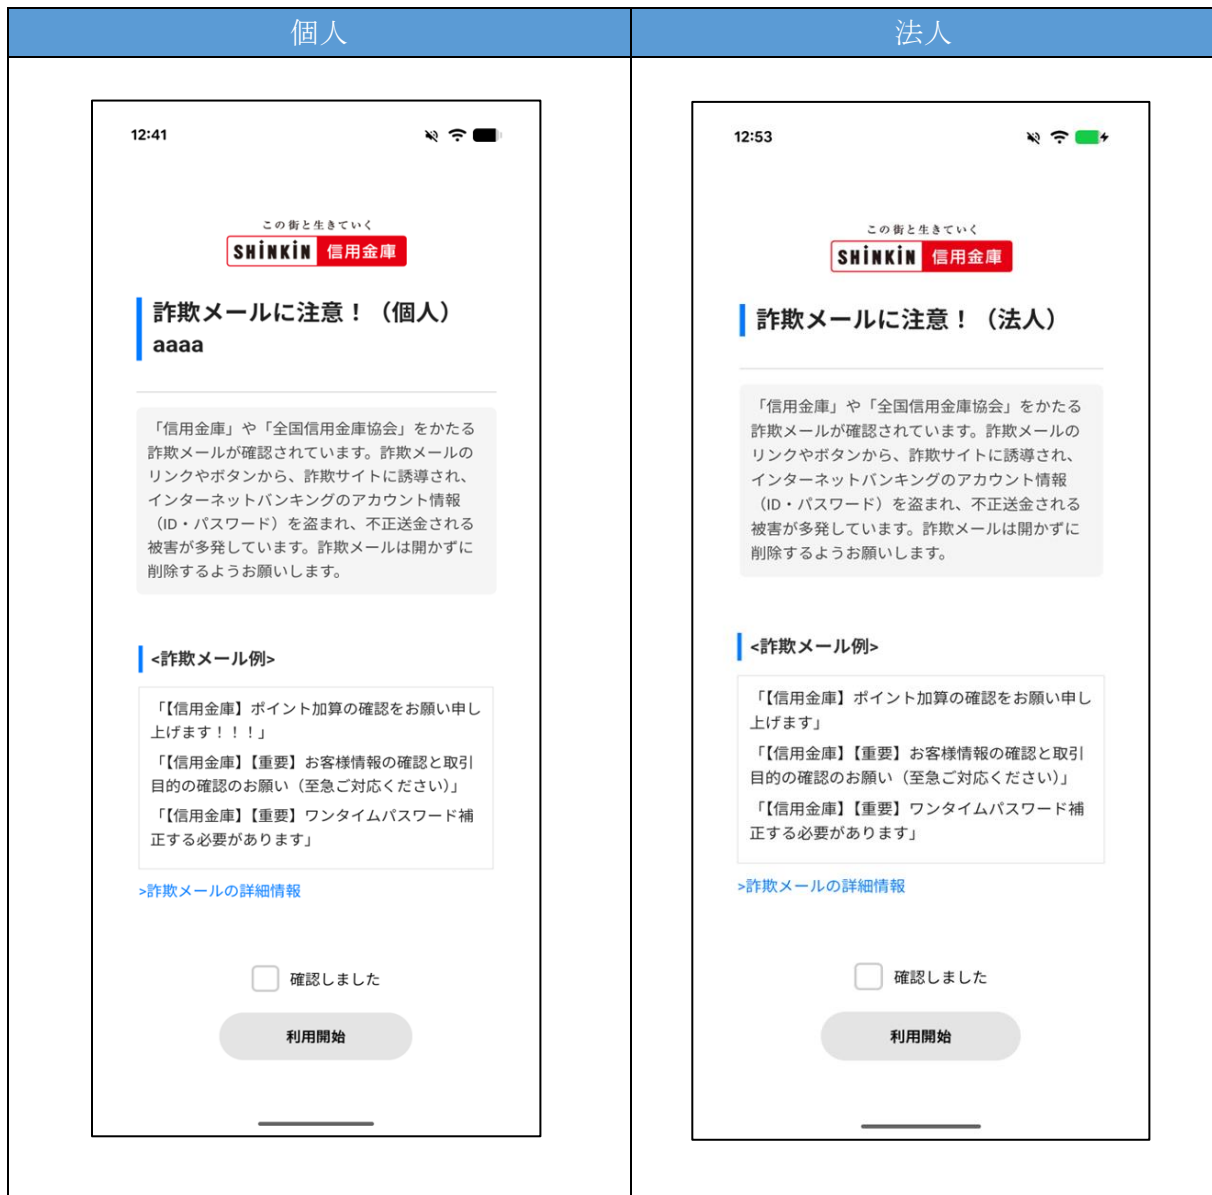 個人
法人
12:41
この街と生きていく
SHINKIN 信用金庫
詐欺メールに注意！（個人）
aaaa
「信用金庫」や「全国信用金庫協会」をかたる
詐欺メールが確認されています。詐欺メールの
リンクやボタンから、詐欺サイトに誘導され、
インターネットバンキングのアカウント情報
（ID・パスワード）を盗まれ、不正送金される
被害が多発しています。詐欺メールは開かずに
削除するようお願いします。
<詐欺メール例>
「【信用金庫】ポイント加算の確認をお願い申し
上げます！！！」
「【信用金庫】【重要】お客様情報の確認と取引
目的の確認のお願い（至急ご対応ください）」
「【信用金庫】【重要】ワンタイムパスワード補
正する必要があります」
>詐欺メールの詳細情報
確認しました
利用開始
12:53
この街と生きていく
SHINKIN 信用金庫
詐欺メールに注意！（法人）
「信用金庫」や「全国信用金庫協会」をかたる
詐欺メールが確認されています。詐欺メールの
リンクやボタンから、詐欺サイトに誘導され、
インターネットバンキングのアカウント情報
（ID・パスワード）を盗まれ、不正送金される
被害が多発しています。詐欺メールは開かずに
削除するようお願いします。
<詐欺メール例>
「【信用金庫】ポイント加算の確認をお願い申し
上げます」
「【信用金庫】【重要】お客様情報の確認と取引
目的の確認のお願い（至急ご対応ください）」
「【信用金庫】【重要】ワンタイムパスワード補
正する必要があります」
>詐欺メールの詳細情報
確認しました
利用開始